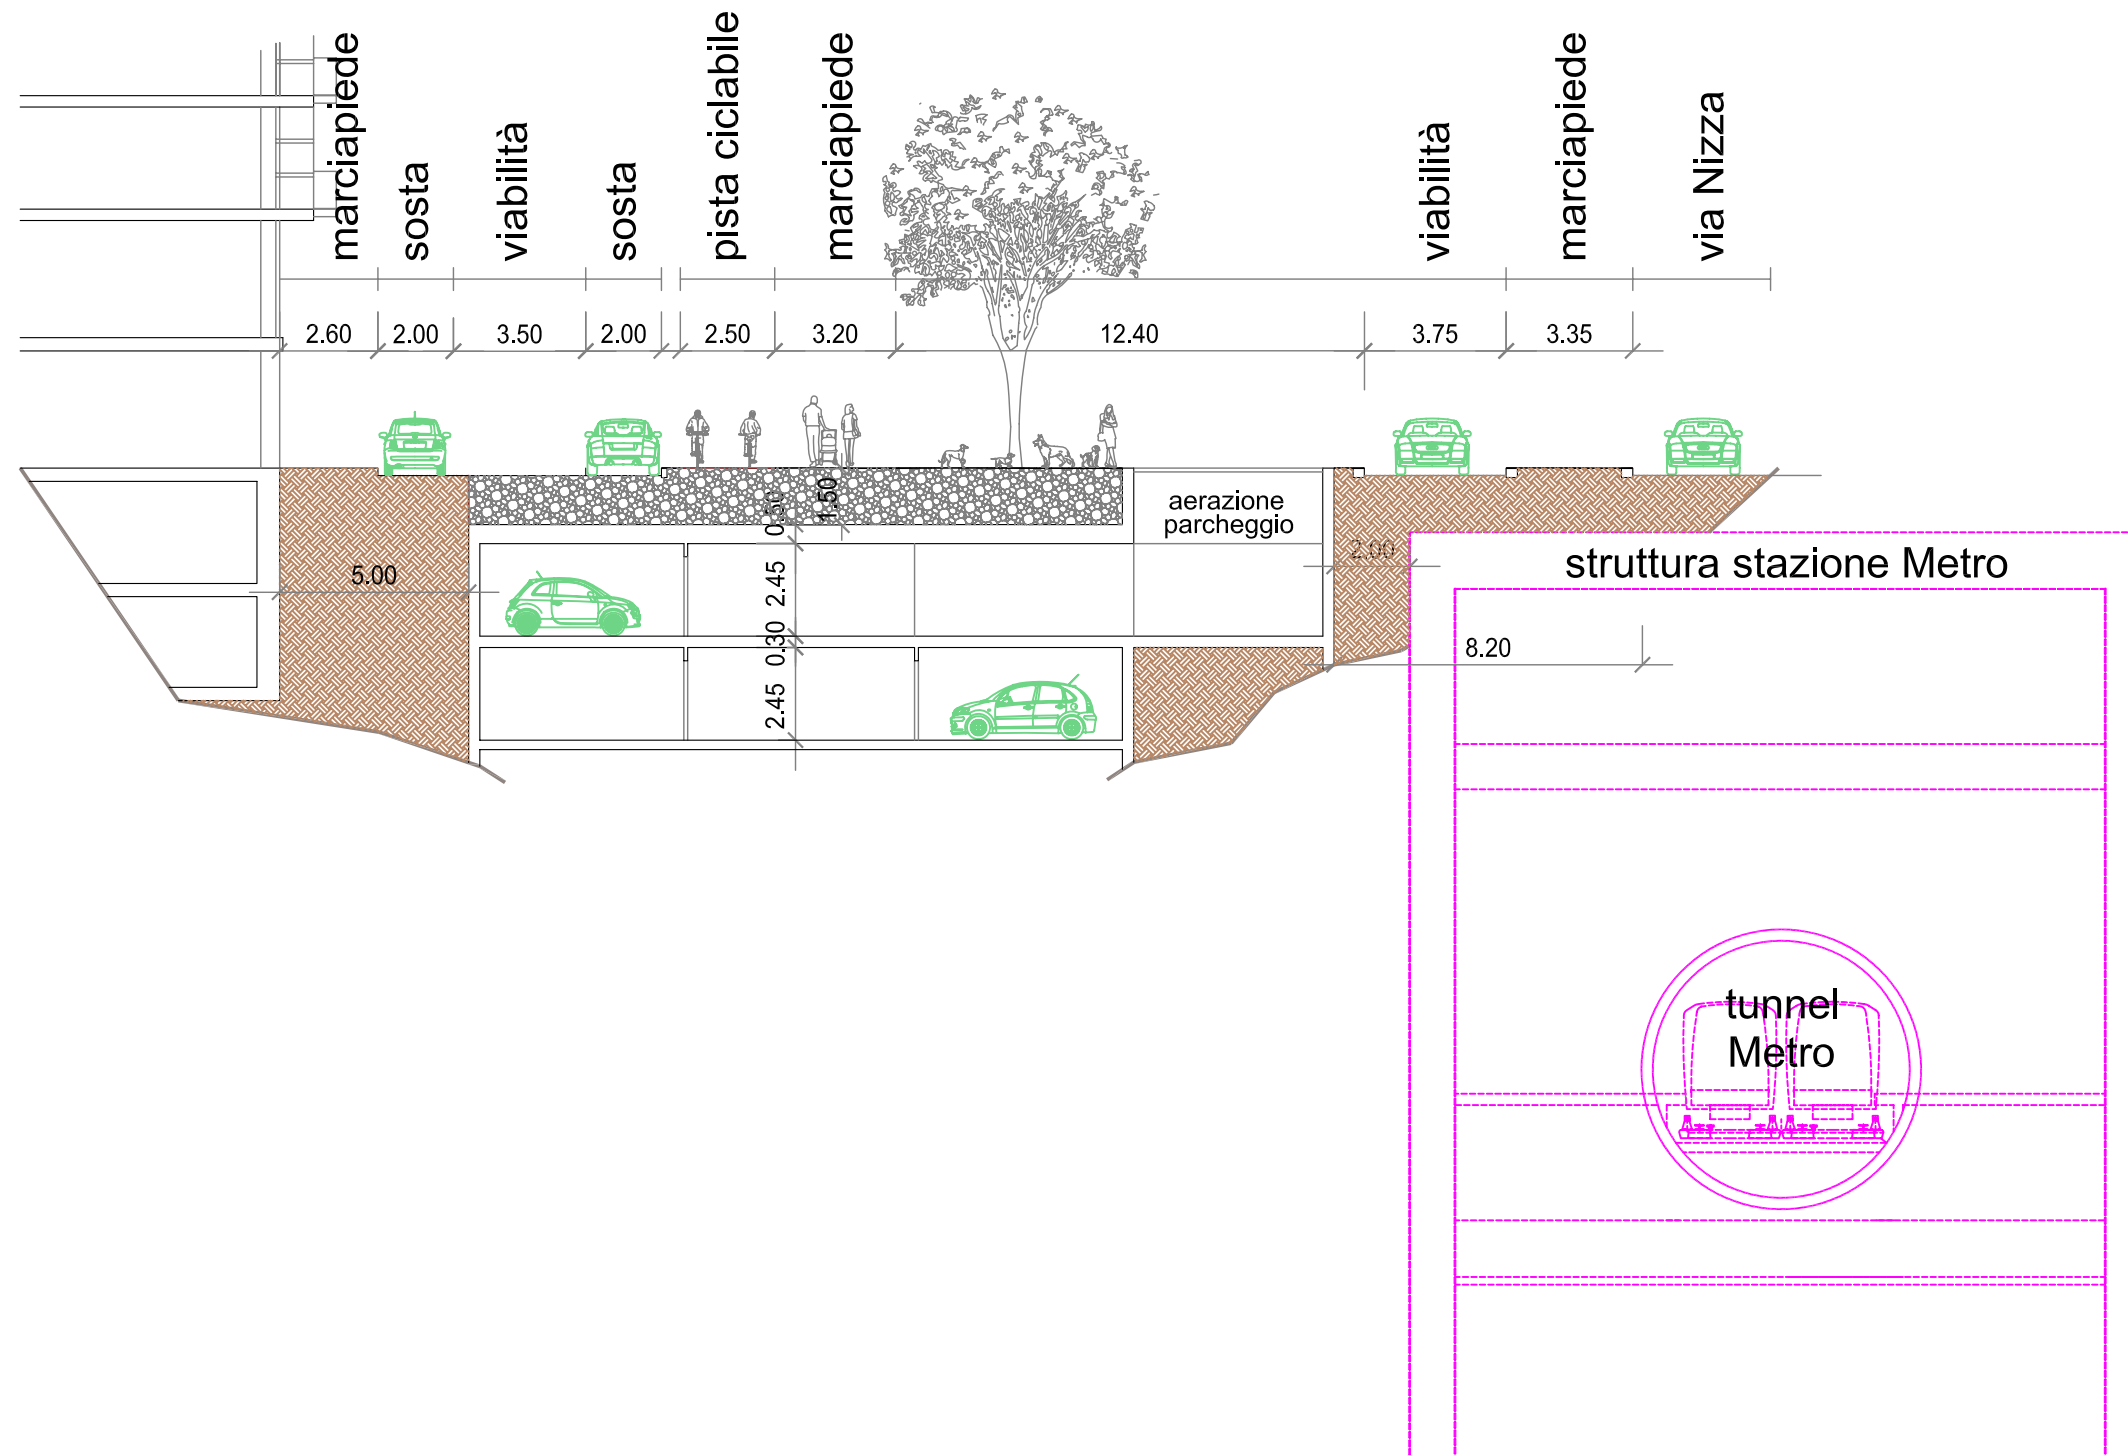 marciapiede
sosta
viabilità
sosta
pista ciclabile
marciapiede
viabilità
marciapiede
via Nizza
2.60
2.00
3.50
2.00
2.50
3.20
12.40
3.75
3.35
aerazione
parcheggio
0.50
1.50
5.00
2.45
0.30
2.45
2.00
struttura stazione Metro
8.20
tunnel
Metro